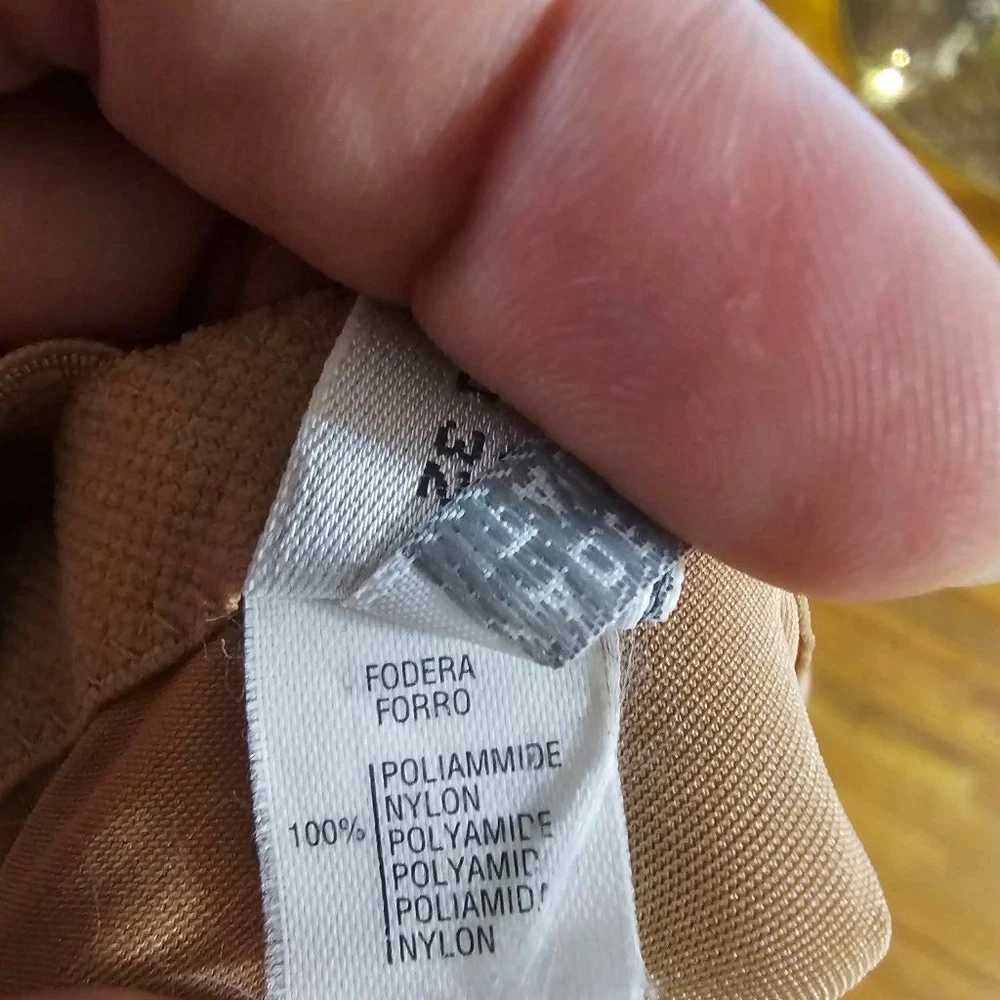 FODERA
FORRO
100%
POLIAMMIDE
NYLON
POLYAMIDE
POLYAMID
POLIAMIDA
NYLON